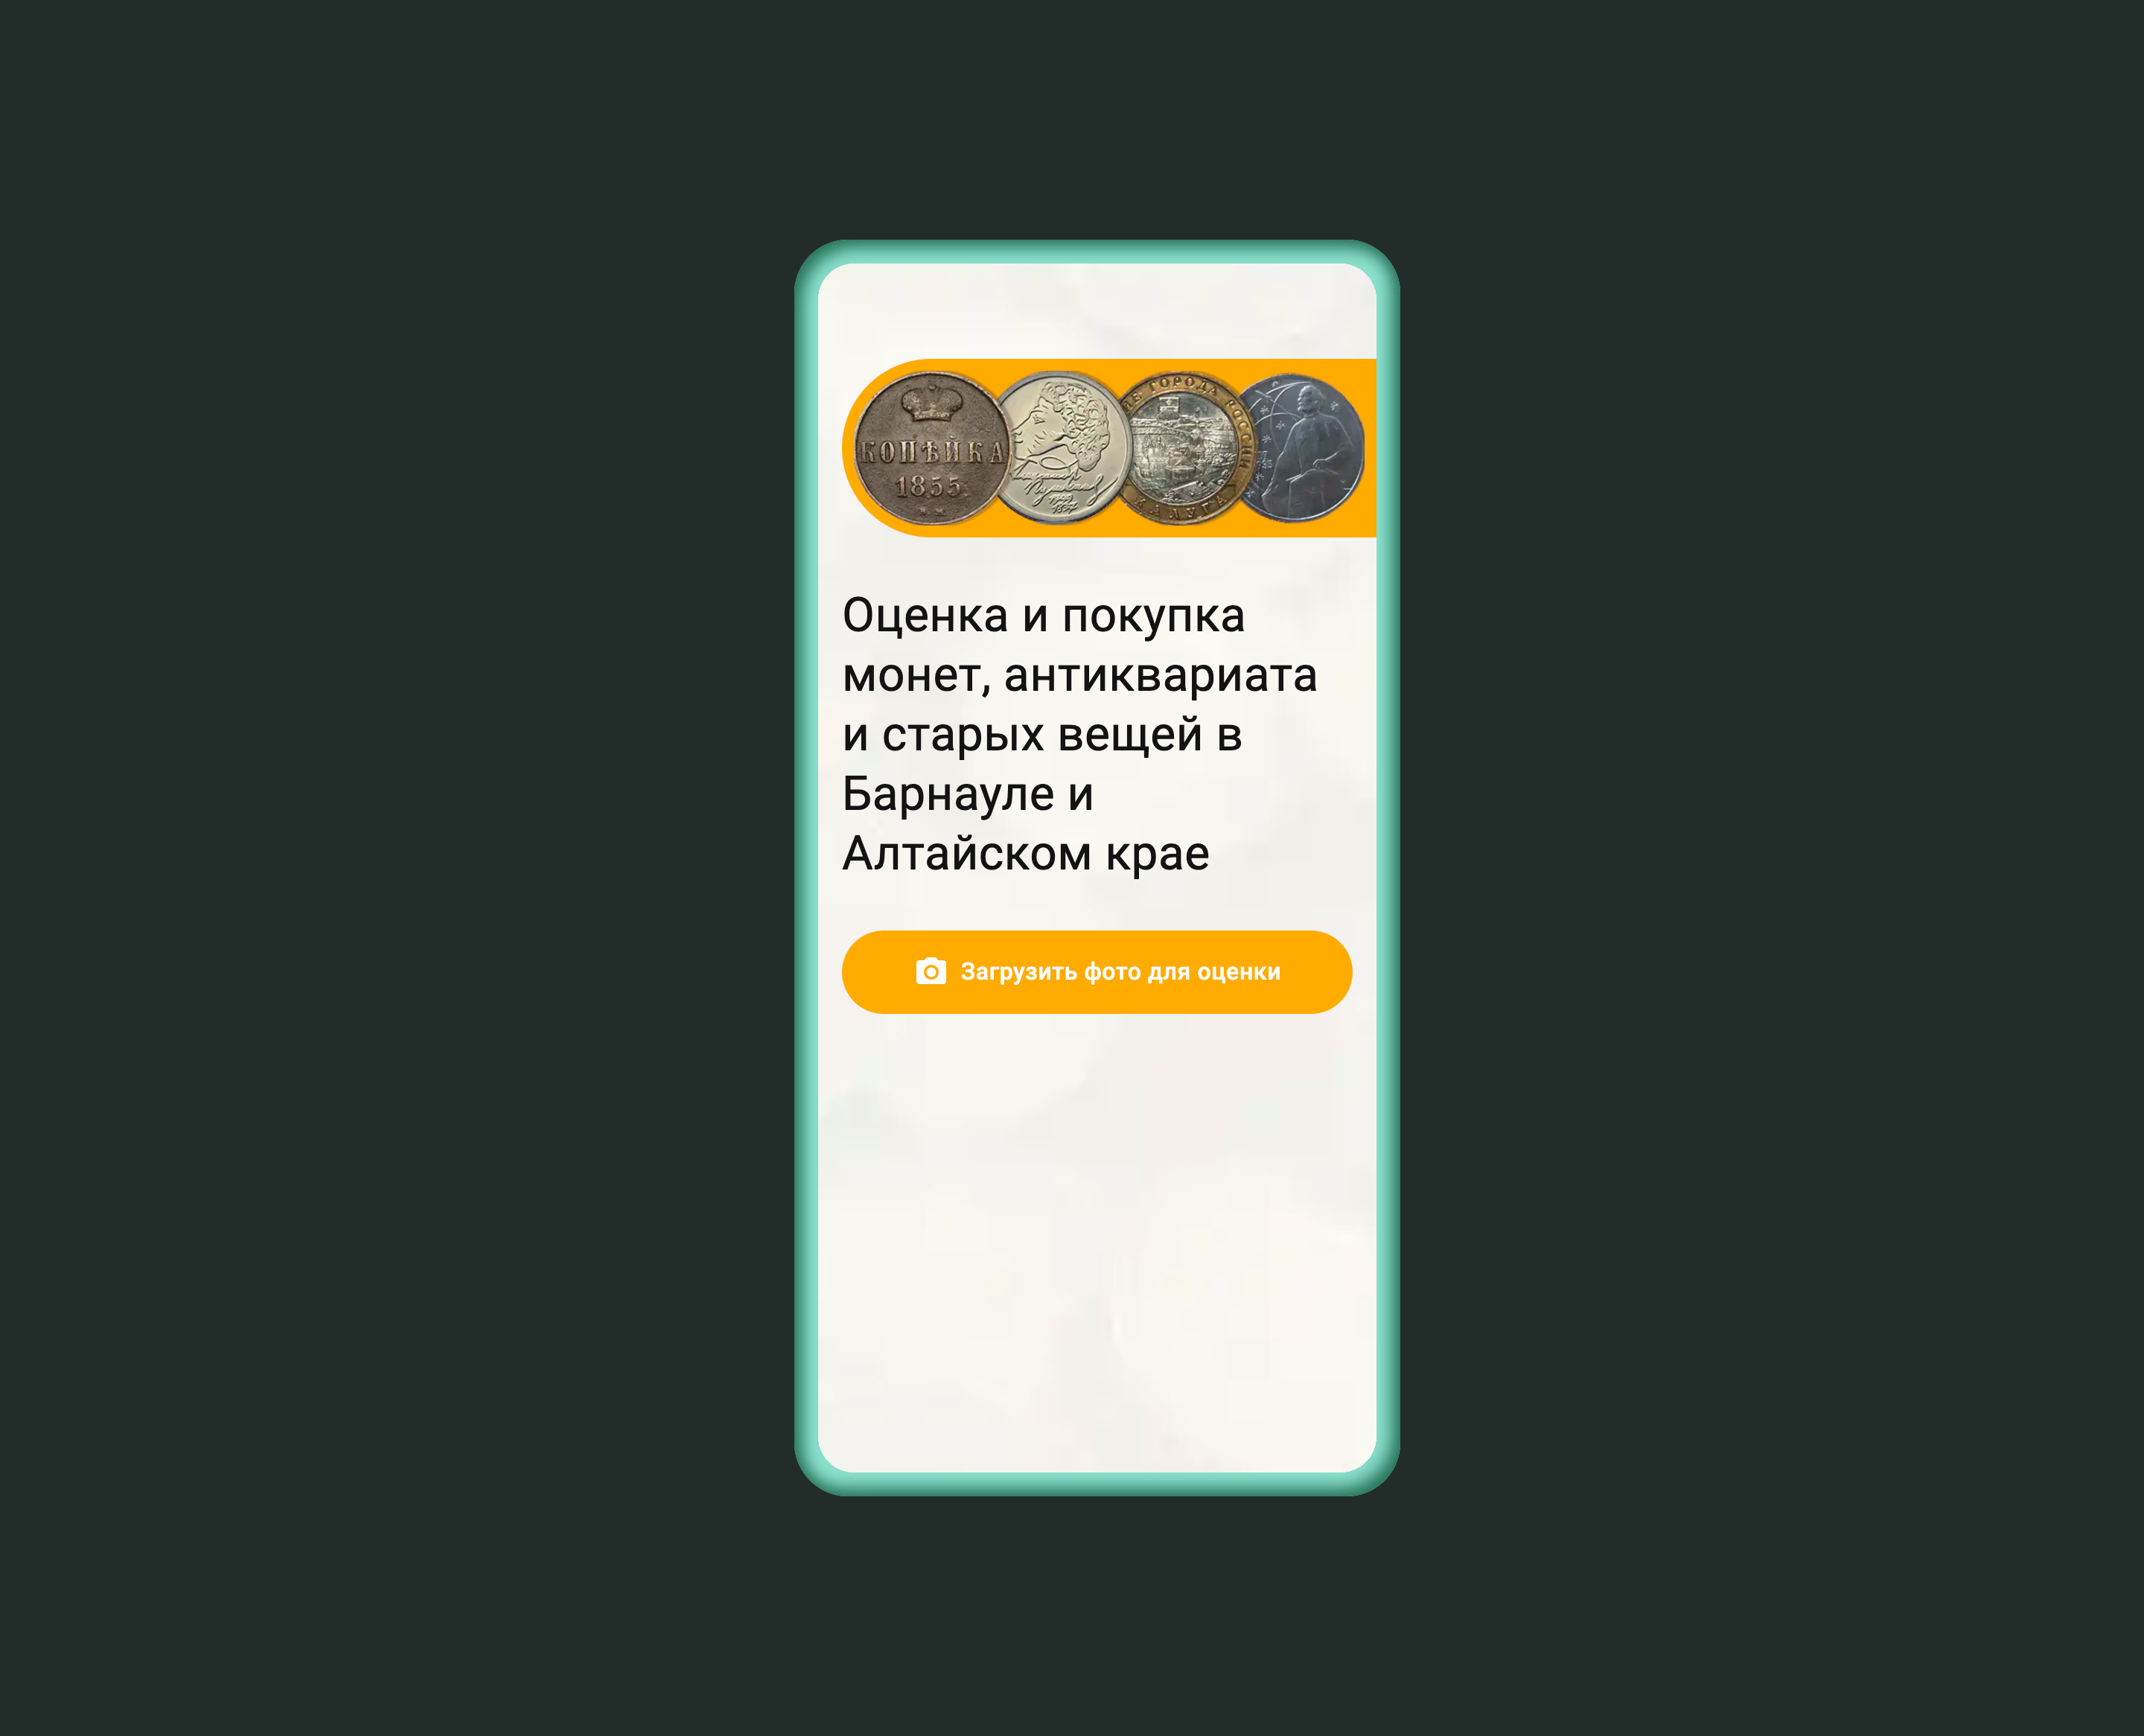 КОПѢЙКА
1855
ГОРОДА РОССИИ
КАЛУГА
Оценка и покупка
монет, антиквариата
и старых вещей в
Барнауле и
Алтайском крае
Загрузить фото для оценки